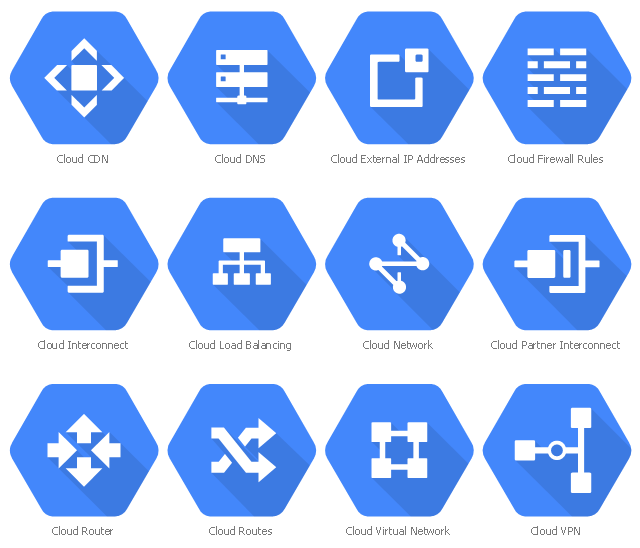 Cloud CDN
Cloud DNS
Cloud External IP Addresses
Cloud Firewall Rules
Cloud Interconnect
Cloud Load Balancing
Cloud Network
Cloud Partner Interconnect
Cloud Router
Cloud Routes
Cloud Virtual Network
Cloud VPN